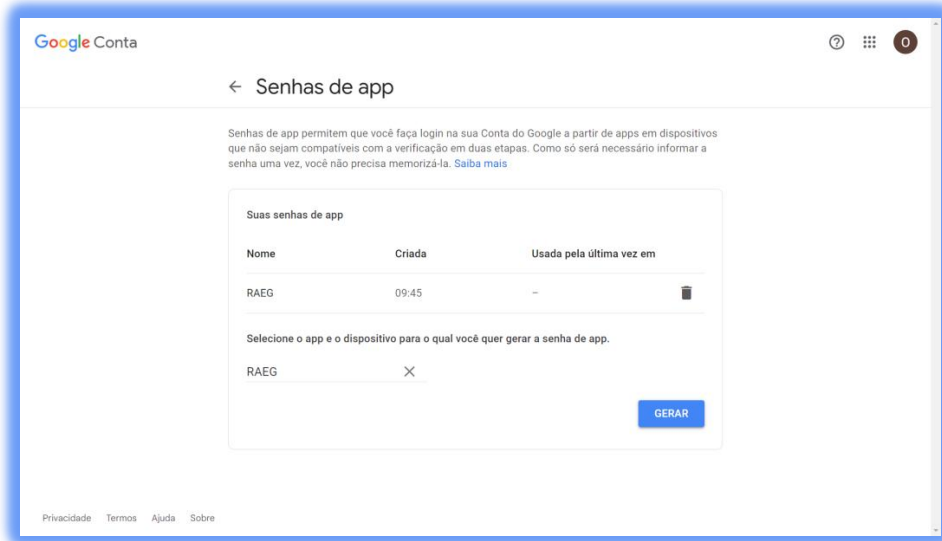 Google Conta
O
Senhas de app
Senhas de app permitem que você faça login na sua Conta do Google a partir de apps em dispositivos
que não sejam compatíveis com a verificação em duas etapas. Como só será necessário informar a
senha uma vez, você não precisa memorizá-la. Saiba mais
Suas senhas de app
Nome Criada Usada pela última vez em
RAEG 09:45 –
Selecione o app e o dispositivo para o qual você quer gerar a senha de app.
RAEG
GERAR
Privacidade Termos Ajuda Sobre